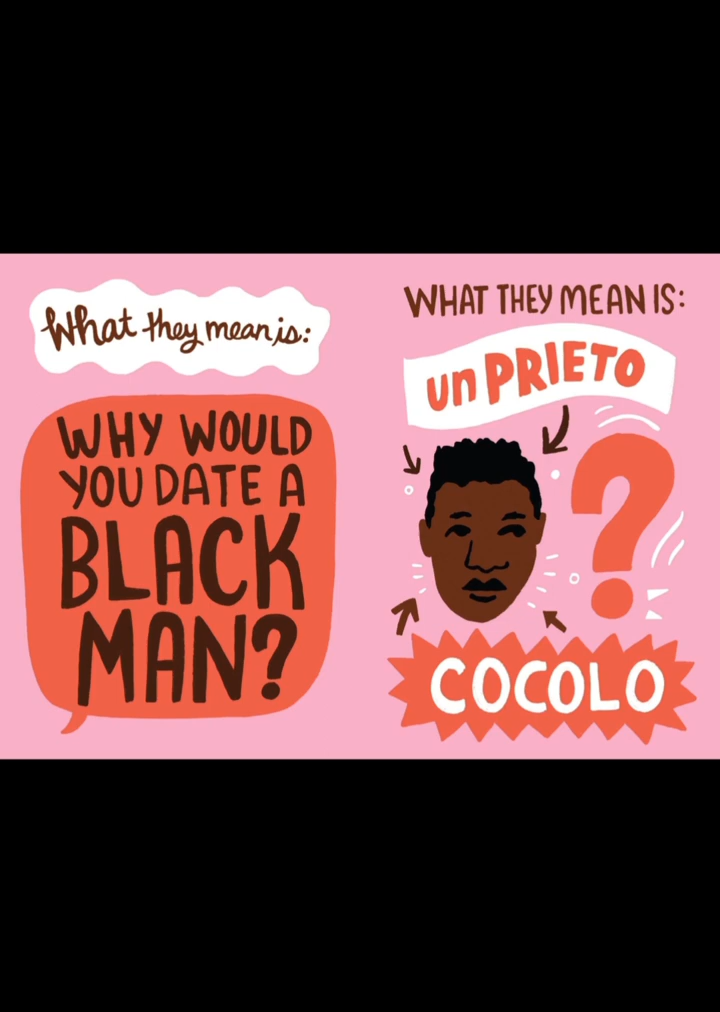 What they mean is:
WHY WOULD
YOU DATE A
BLACK
MAN?
WHAT THEY MEAN IS:
un PRIETO
?
COCOLO